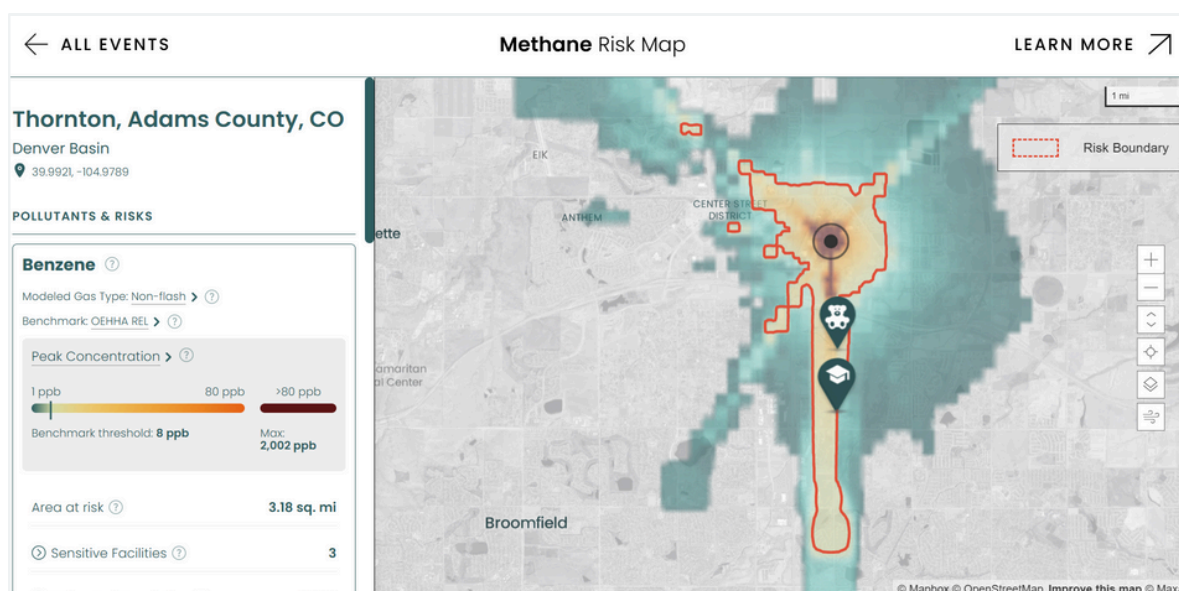 ALL EVENTS
Methane Risk Map
LEARN MORE
Thornton, Adams County, CO
Denver Basin
39.9921, -104.9789
POLLUTANTS & RISKS
Benzene ?
Modeled Gas Type: Non-flash > ?
Benchmark: OEHHA REL > ?
Peak Concentration > ?
1 ppb 80 ppb >80 ppb
Benchmark threshold: 8 ppb
Max:
2,002 ppb
Area at risk ? 3.18 sq. mi
Sensitive Facilities ? 3
1 mi
Risk Boundary
ANTHEM
CENTER STREET
DISTRICT
ette
amaritan
al Center
Broomfield
© Mapbox © OpenStreetMap Improve this map © Max